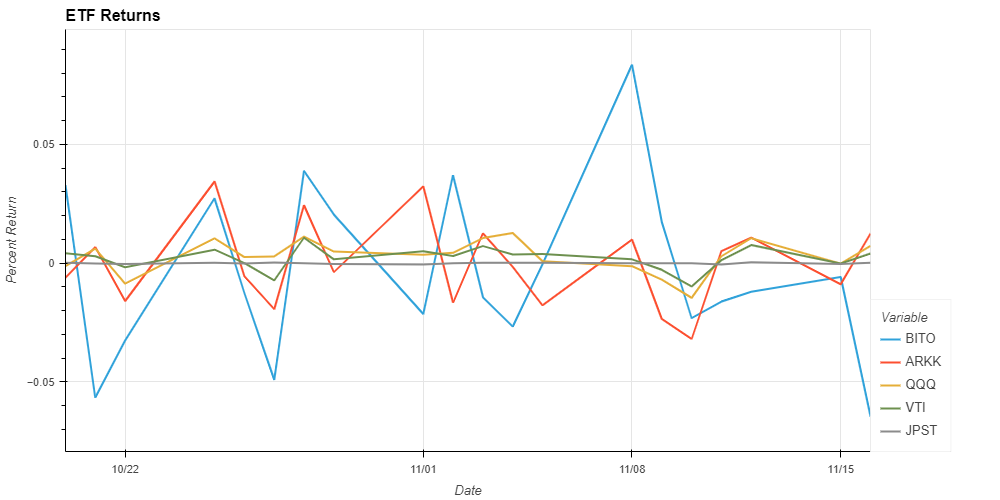 ETF Returns
Percent Return
0.05
0
−0.05
10/22
11/01
11/08
11/15
Date
Variable
BITO
ARKK
QQQ
VTI
JPST